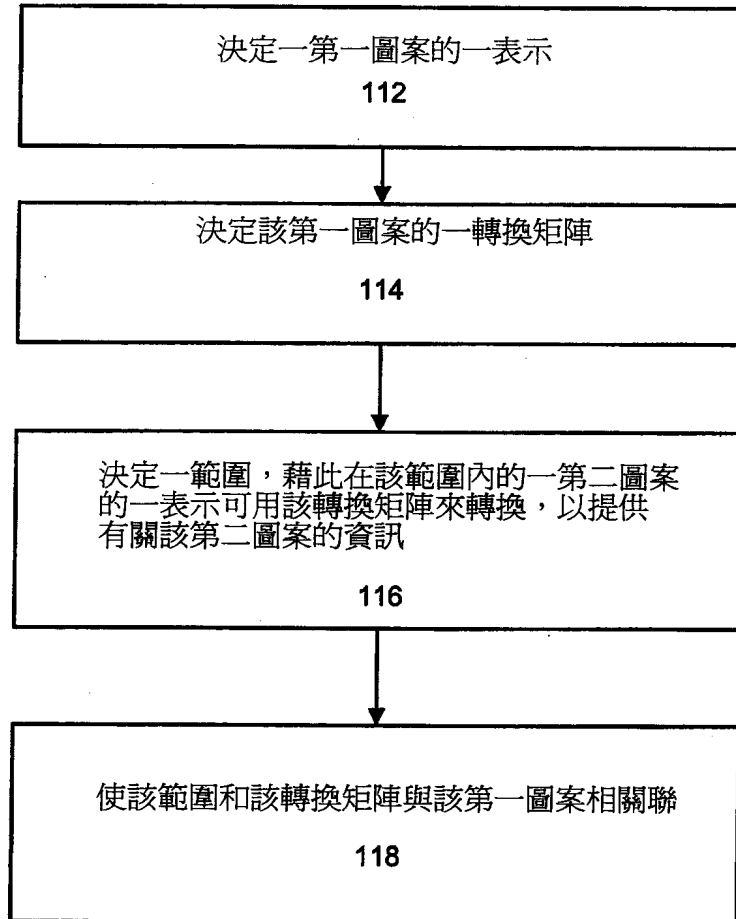 決定一第一圖案的一表示
112
決定該第一圖案的一轉換矩陣
114
決定一範圍，藉此在該範圍內的一第二圖案
的一表示可用該轉換矩陣來轉換，以提供
有關該第二圖案的資訊
116
使該範圍和該轉換矩陣與該第一圖案相關聯
118